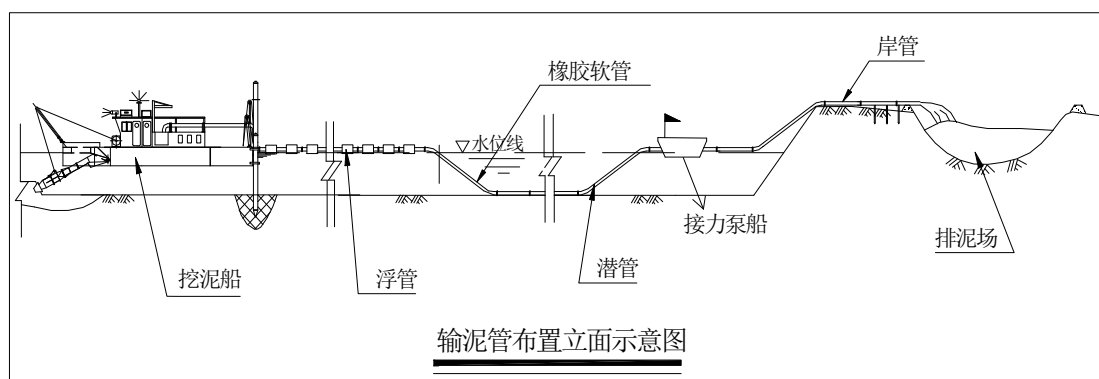 岸管
橡胶软管
水位线
接力泵船
排泥场
挖泥船
浮管
潜管
输泥管布置立面示意图